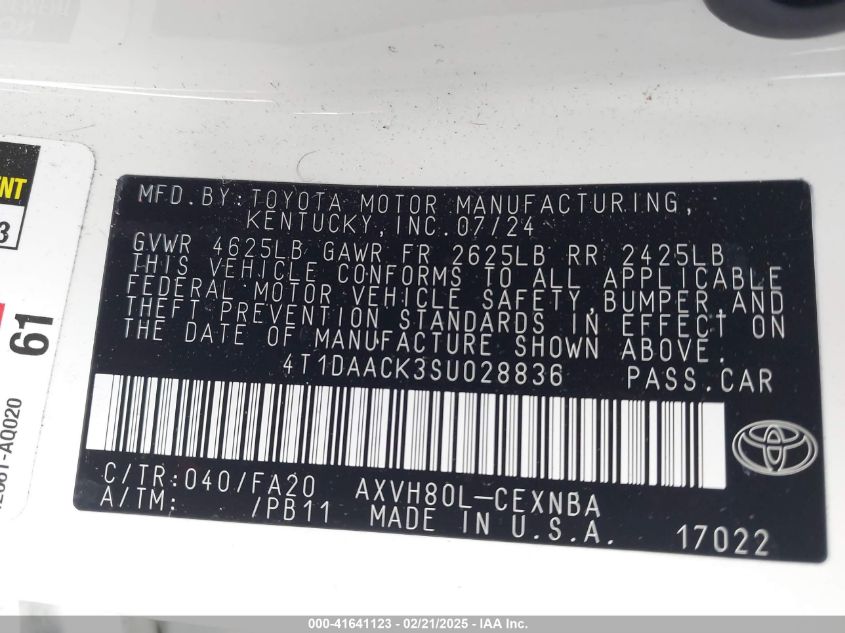 MFD.BY:TOYOTA MOTOR MANUFACTURING,
KENTUCKY, INC.07/24
GVWR 4625LB GAWR FR 2625LB RR 2425LB
THIS VEHICLE CONFORMS TO ALL APPLICABLE
FEDERAL MOTOR VEHICLE SAFETY, BUMPER, AND
THEFT PREVENTION STANDARDS IN EFFECT ON
THE DATE OF MANUFACTURE SHOWN ABOVE.
4T1DAACK3SU028836 PASS.CAR
C/TR:040/FA20 AXVH80L-CEXNBA
A/TM: /PB11 MADE IN U.S.A. 17022
61
000-41641123 - 02/21/2025 - IAA Inc.